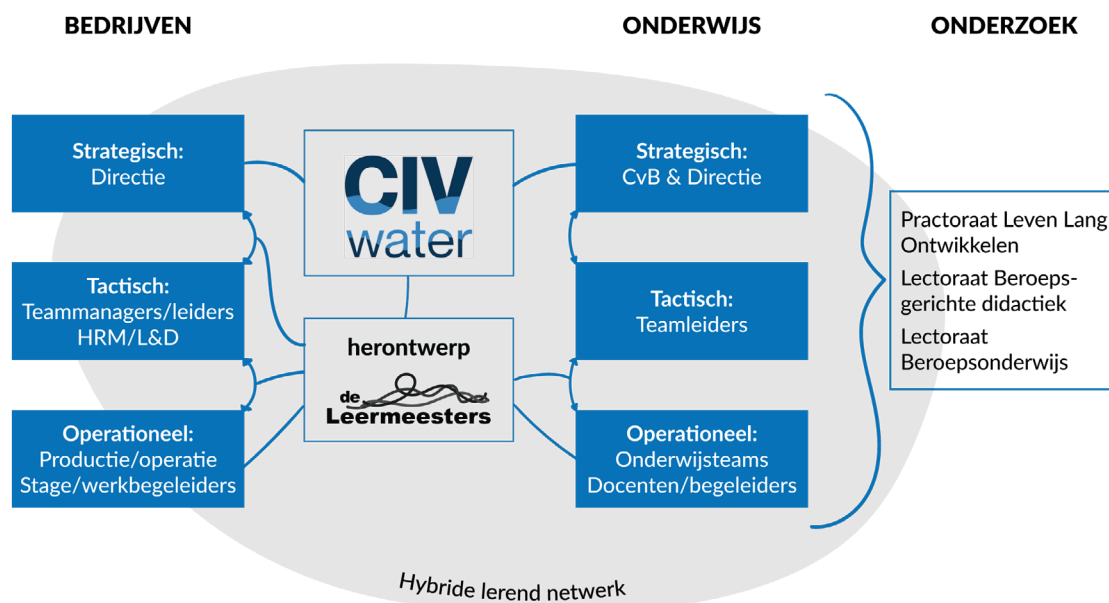 BEDRIJVEN
ONDERWIJS
ONDERZOEK
Strategisch:
Directie
Tactisch:
Teammanagers/leiders
HRM/L&D
Operationeel:
Productie/operatie
Stage/werkbegeleiders
CIV
water
herontwerp
de
Leermeesters
Strategisch:
CvB & Directie
Tactisch:
Teamleiders
Operationeel:
Onderwijsteams
Docenten/begeleiders
Practoraat Leven Lang
Ontwikkelen
Lectoraat Beroeps-
gerichte didactiek
Lectoraat
Beroepsonderwijs
Hybride lerend netwerk